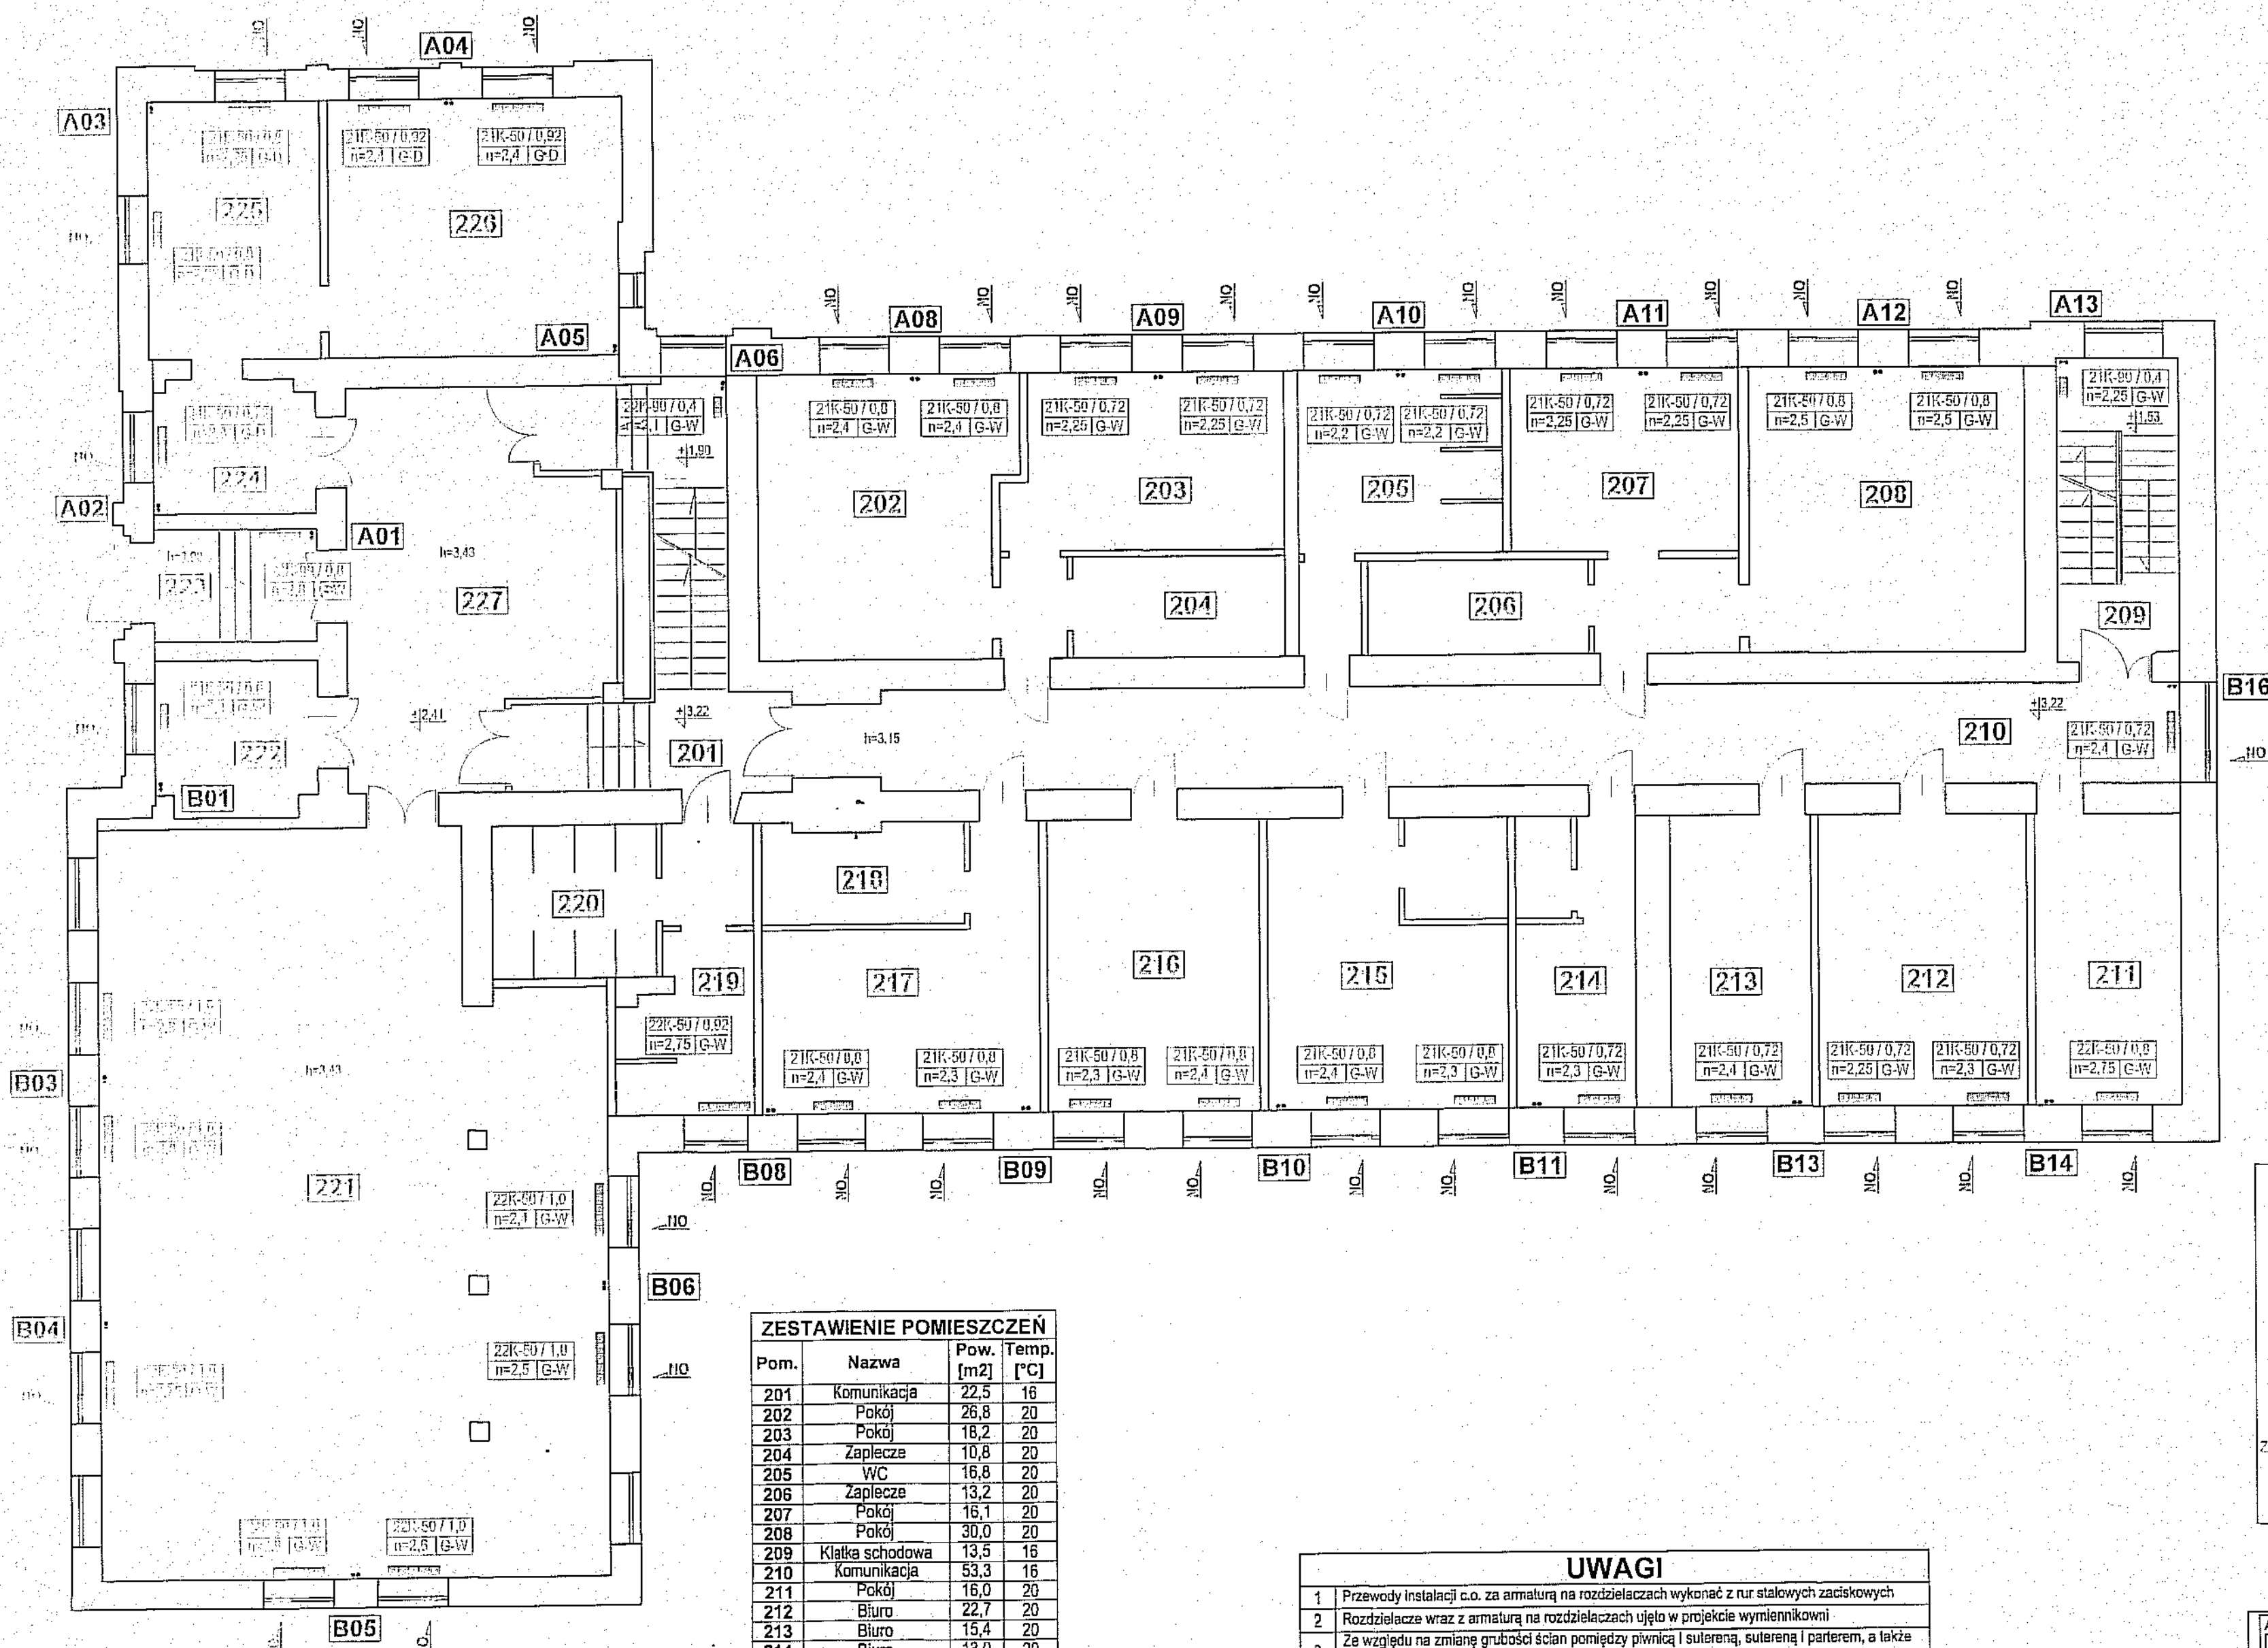 A04
A03
21K-50 / 0,92
n=2,4 | G-D
21K-50 / 0,92
n=2,4 | G-D
225
226
A05
A06
A08
A09
A10
A11
A12
A13
G-W
21K-50 / 0,8
n=2,4 | G-W
21K-50 / 0,8
n=2,4 | G-W
21K-50 / 0,72
n=2,25 | G-W
21K-50 / 0,72
n=2,25 | G-W
21K-50 / 0,72
n=2,2 | G-W
21K-50 / 0,72
n=2,2 | G-W
21K-50 / 0,72
n=2,25 | G-W
21K-50 / 0,72
n=2,25 | G-W
21K-50 / 0,8
n=2,5 | G-W
21K-50 / 0,8
n=2,5 | G-W
21K-90 / 0,4
n=2,25 | G-W
+1,53
+1,90
224
A02
A01
h=3,43
223
227
202
203
204
205
206
207
208
209
222
+2,41
+3,22
201
h=3,15
210
+3,22
21K-50 / 0,72
n=2,4 | G-W
B16
NO
B01
220
218
219
217
216
215
214
213
212
211
22K-50 / 0,92
n=2,75 | G-W
21K-50 / 0,8
n=2,4 | G-W
21K-50 / 0,8
n=2,3 | G-W
21K-50 / 0,8
n=2,3 | G-W
21K-50 / 0,8
n=2,4 | G-W
21K-50 / 0,8
n=2,4 | G-W
21K-50 / 0,8
n=2,3 | G-W
21K-50 / 0,72
n=2,3 | G-W
21K-50 / 0,72
n=2,4 | G-W
21K-50 / 0,72
n=2,25 | G-W
21K-50 / 0,72
n=2,3 | G-W
22K-50 / 0,8
n=2,75 | G-W
B03
h=3,43
B08
B09
B10
B11
B13
B14
221
22K-50 / 1,0
n=2,4 | G-W
NO
B06
B04
22K-50 / 1,0
n=2,5 | G-W
NO
22K-50 / 1,0
n=2,5 | G-W
B05
ZESTAWIENIE POMIESZCZEŃ
Pom. Nazwa Pow. [m2] Temp. [°C]
201 Komunikacja 22,5 16
202 Pokój 26,8 20
203 Pokój 18,2 20
204 Zaplecze 10,8 20
205 WC 16,8 20
206 Zaplecze 13,2 20
207 Pokój 16,1 20
208 Pokój 30,0 20
209 Klatka schodowa 13,5 16
210 Komunikacja 53,3 16
211 Pokój 16,0 20
212 Biuro 22,7 20
213 Biuro 15,4 20
UWAGI
1 Przewody instalacji c.o. za armaturą na rozdzielaczach wykonać z rur stalowych zaciskowych
2 Rozdzielacze wraz z armaturą na rozdzielaczach ujęto w projekcie wymiennikowni
Ze względu na zmianę grubości ścian pomiędzy piwnicą i sutereną, sutereną i parterem, a także